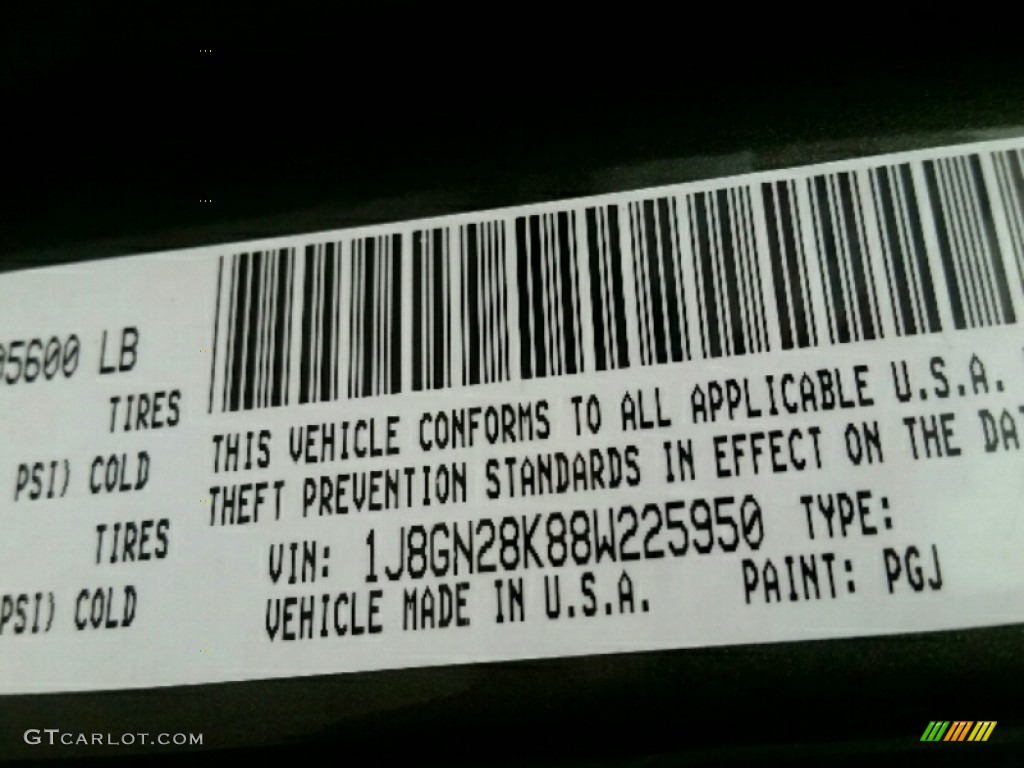 05600 LB
TIRES
PSI) COLD
TIRES
PSI) COLD
THIS VEHICLE CONFORMS TO ALL APPLICABLE U.S.A.
THEFT PREVENTION STANDARDS IN EFFECT ON THE DA
VIN: 1J8GN28K88W225950 TYPE:
VEHICLE MADE IN U.S.A. PAINT: PGJ
GTCARLOT.COM